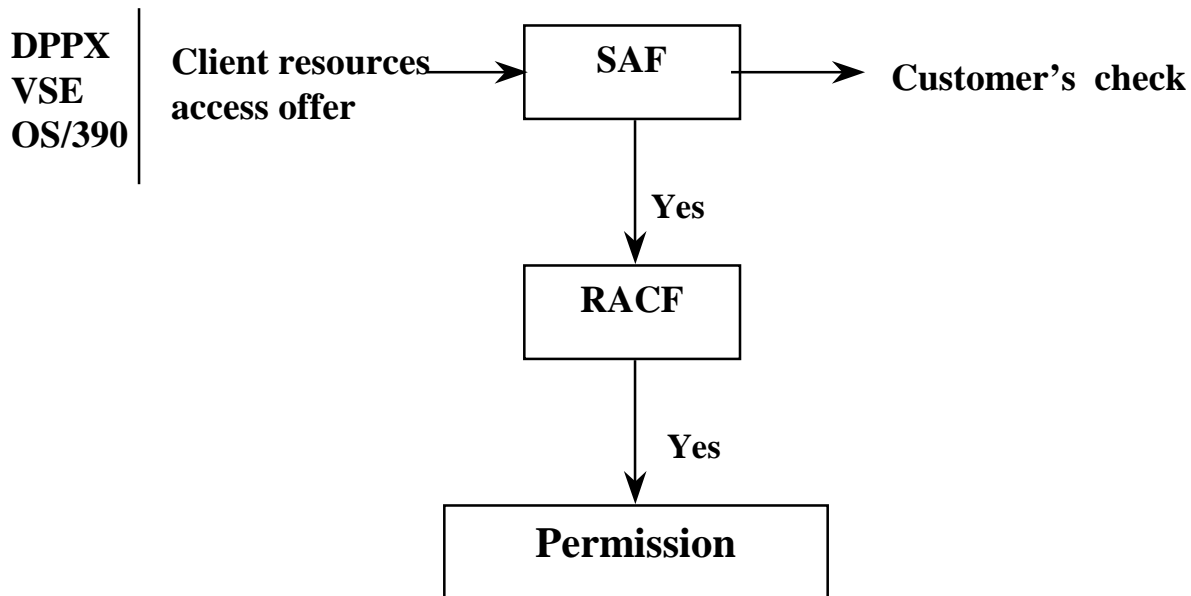 DPPX
VSE
OS/390
Client resources
access offer
SAF
Customer’s check
Yes
RACF
Yes
Permission